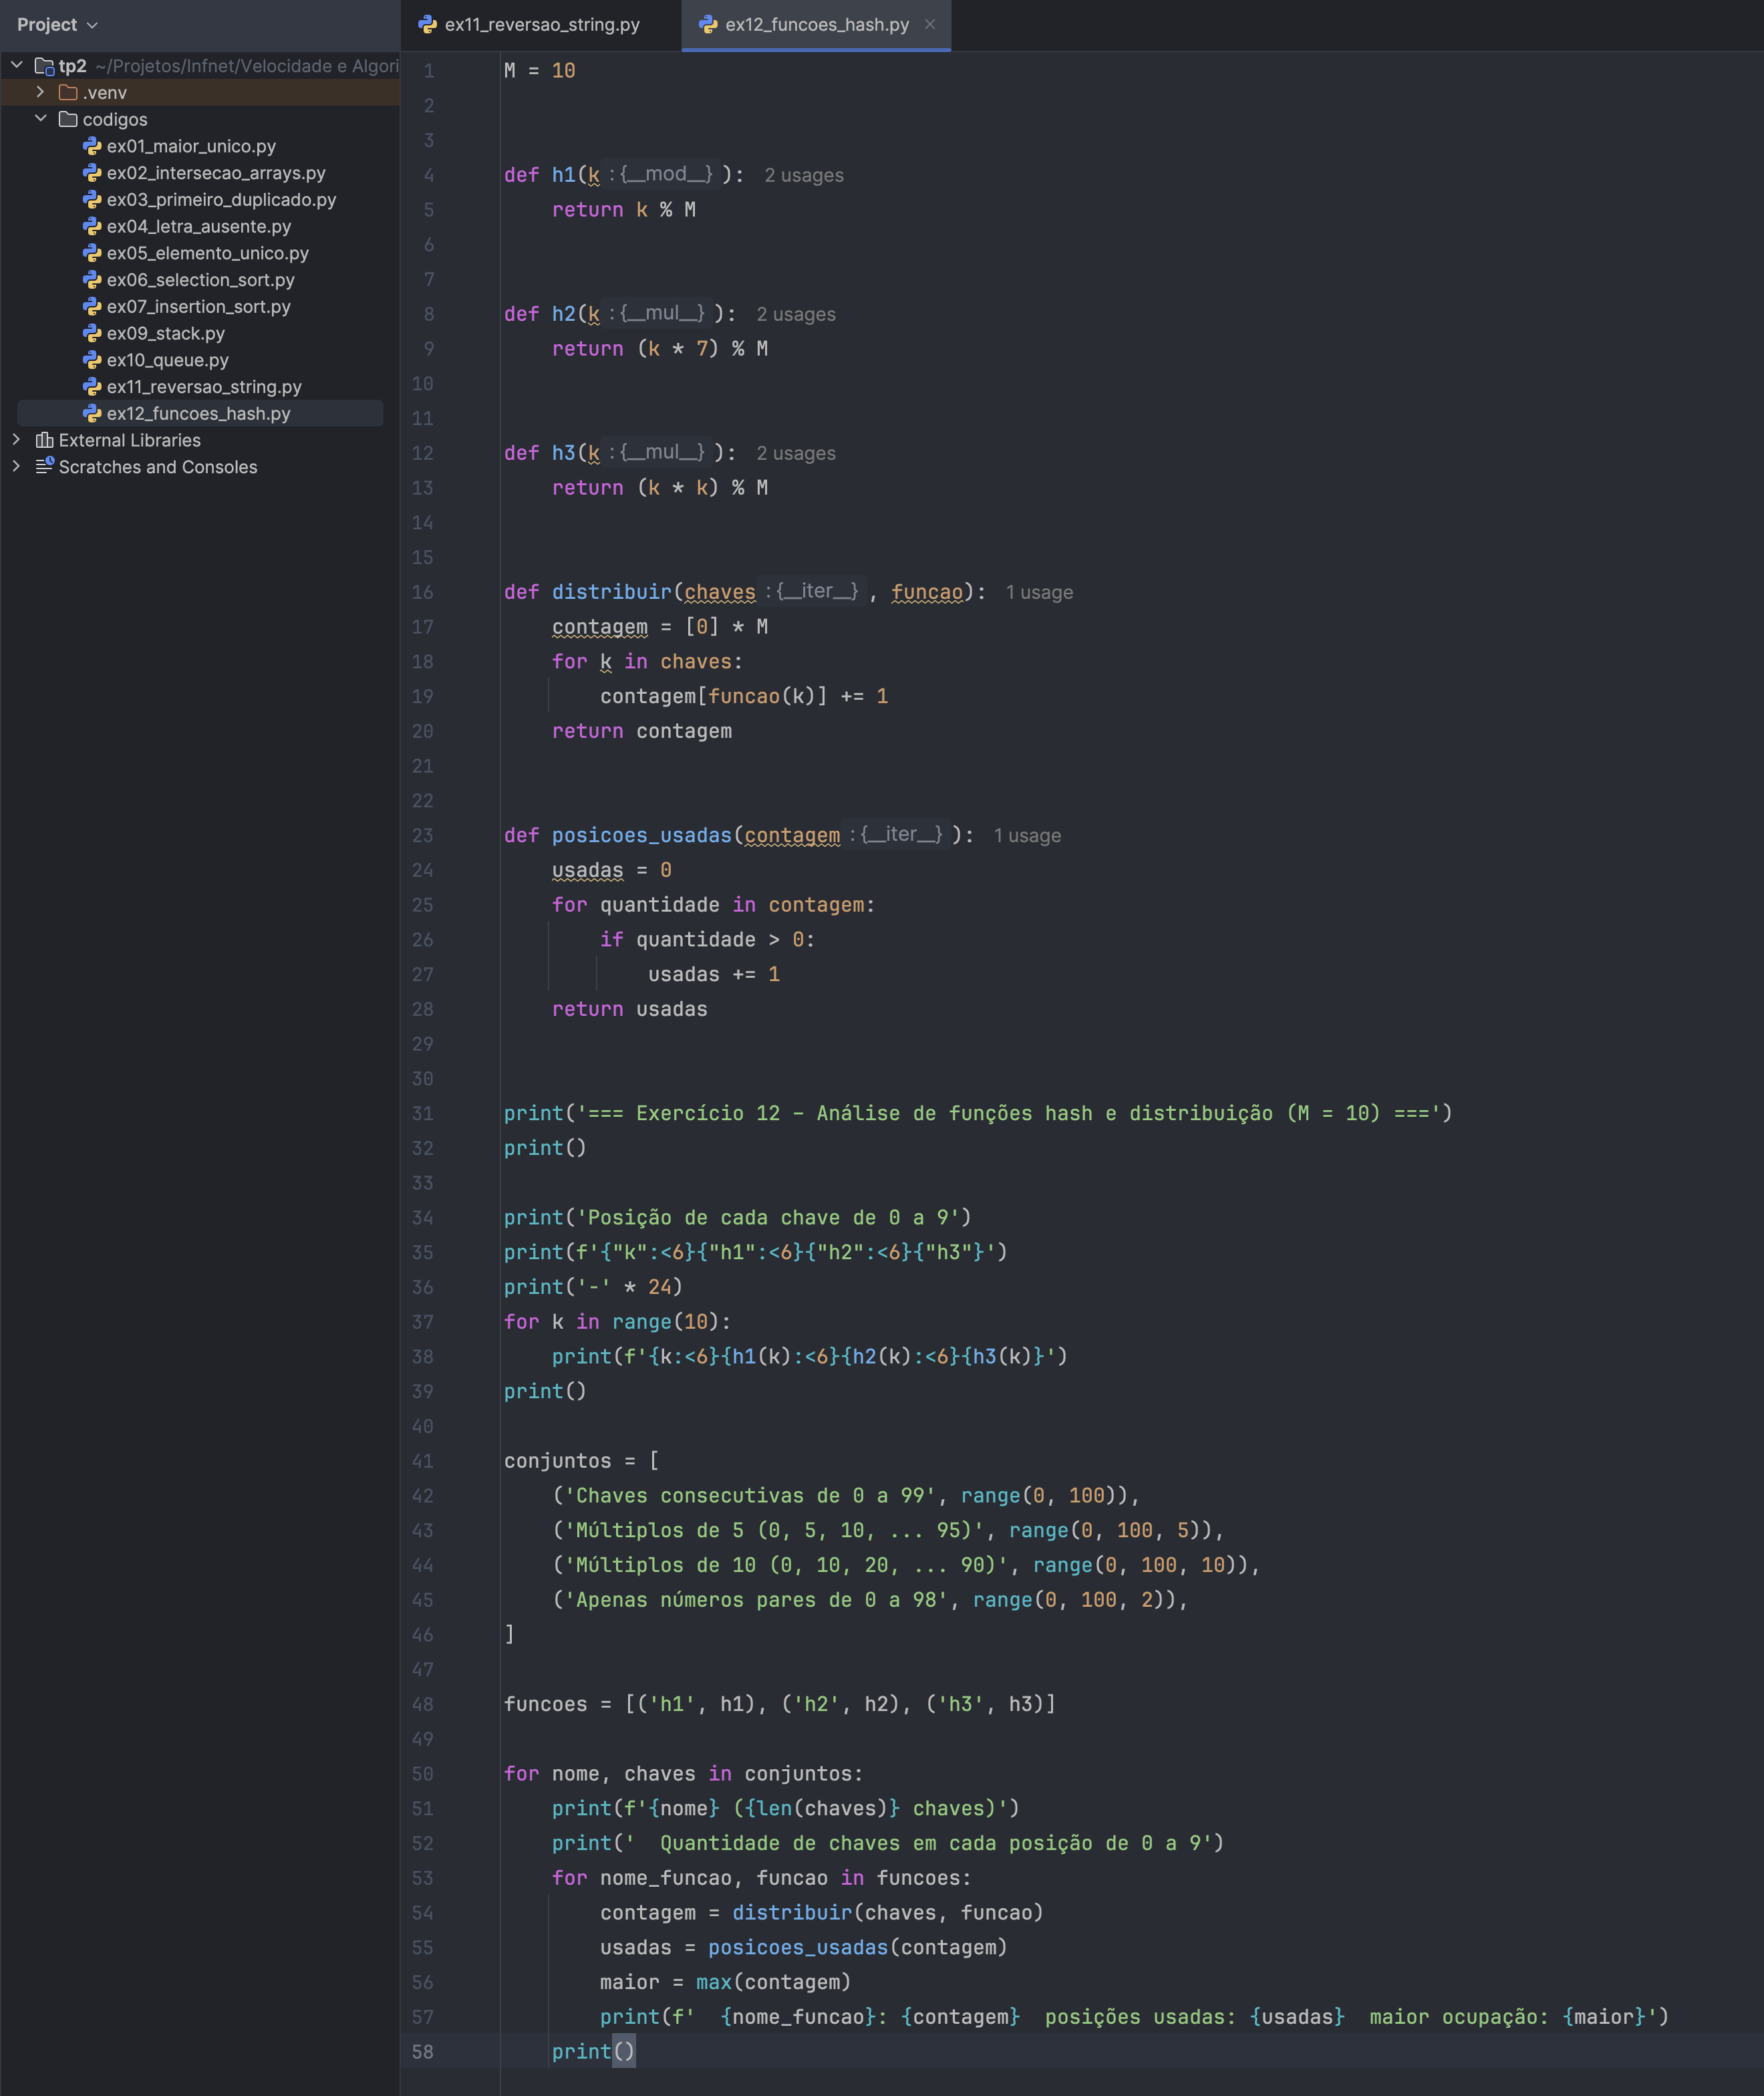 Project
ex11_reversao_string.py
ex12_funcoes_hash.py
tp2 ~/Projetos/Infnet/Velocidade e Algori
.venv
codigos
ex01_maior_unico.py
ex02_intersecao_arrays.py
ex03_primeiro_duplicado.py
ex04_letra_ausente.py
ex05_elemento_unico.py
ex06_selection_sort.py
ex07_insertion_sort.py
ex09_stack.py
ex10_queue.py
ex11_reversao_string.py
ex12_funcoes_hash.py
External Libraries
Scratches and Consoles
1 M = 10
2
3
4 def h1(k :{__mod__} ): 2 usages
5     return k % M
6
7
8 def h2(k :{__mul__} ): 2 usages
9     return (k * 7) % M
10
11
12 def h3(k :{__mul__} ): 2 usages
13     return (k * k) % M
14
15
16 def distribuir(chaves :{__iter__} , funcao): 1 usage
17     contagem = [0] * M
18     for k in chaves:
19         contagem[funcao(k)] += 1
20     return contagem
21
22
23 def posicoes_usadas(contagem :{__iter__} ): 1 usage
24     usadas = 0
25     for quantidade in contagem:
26         if quantidade > 0:
27             usadas += 1
28     return usadas
29
30
31 print('=== Exercício 12 – Análise de funções hash e distribuição (M = 10) ===')
32 print()
33
34 print('Posição de cada chave de 0 a 9')
35 print(f'{"k":<6}{"h1":<6}{"h2":<6}{"h3"}')
36 print('-' * 24)
37 for k in range(10):
38     print(f'{k:<6}{h1(k):<6}{h2(k):<6}{h3(k)}')
39 print()
40
41 conjuntos = [
42     ('Chaves consecutivas de 0 a 99', range(0, 100)),
43     ('Múltiplos de 5 (0, 5, 10, ... 95)', range(0, 100, 5)),
44     ('Múltiplos de 10 (0, 10, 20, ... 90)', range(0, 100, 10)),
45     ('Apenas números pares de 0 a 98', range(0, 100, 2)),
46 ]
47
48 funcoes = [('h1', h1), ('h2', h2), ('h3', h3)]
49
50 for nome, chaves in conjuntos:
51     print(f'{nome} ({len(chaves)} chaves)')
52     print('  Quantidade de chaves em cada posição de 0 a 9')
53     for nome_funcao, funcao in funcoes:
54         contagem = distribuir(chaves, funcao)
55         usadas = posicoes_usadas(contagem)
56         maior = max(contagem)
57         print(f'  {nome_funcao}: {contagem}  posições usadas: {usadas}  maior ocupação: {maior}')
58     print()